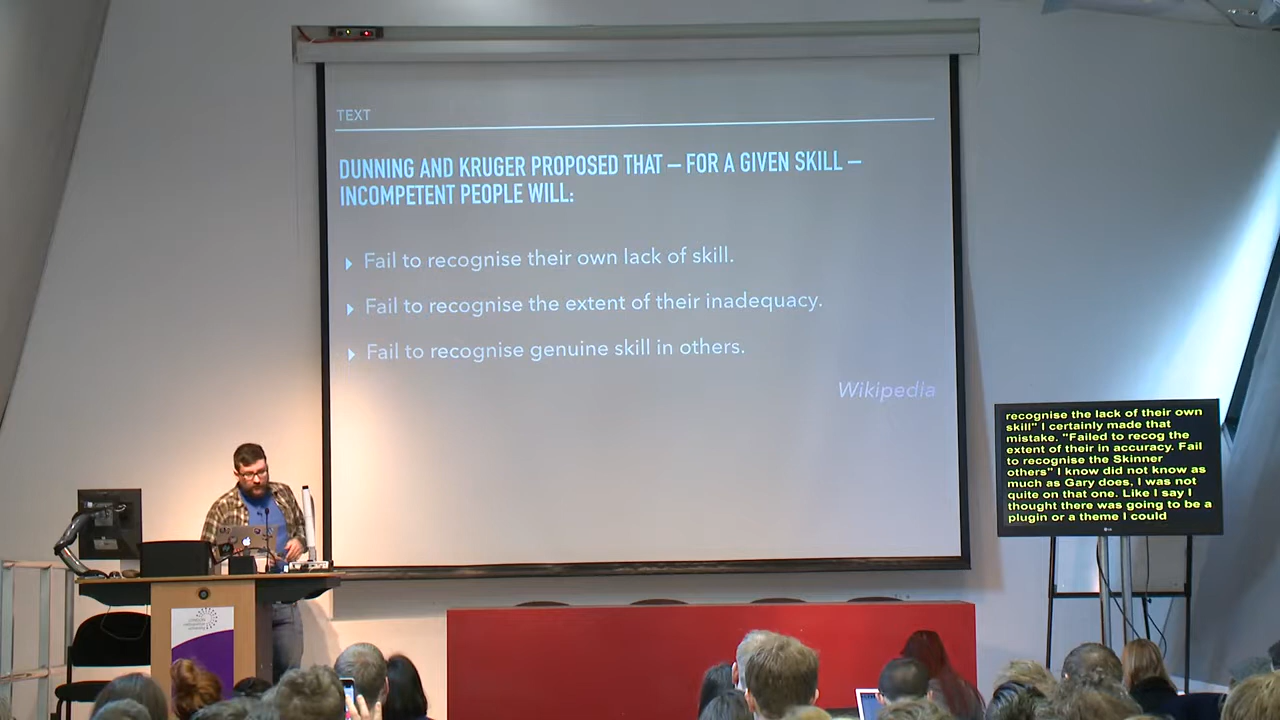 TEXT
DUNNING AND KRUGER PROPOSED THAT – FOR A GIVEN SKILL –
INCOMPETENT PEOPLE WILL:
Fail to recognise their own lack of skill.
Fail to recognise the extent of their inadequacy.
Fail to recognise genuine skill in others.
Wikipedia
recognise the lack of their own
skill" I certainly made that
mistake. "Failed to recog the
extent of their in accuracy. Fail
to recognise the Skinner
others" I know did not know as
much as Gary does, I was not
quite on that one. Like I say I
thought there was going to be a
plugin or a theme I could